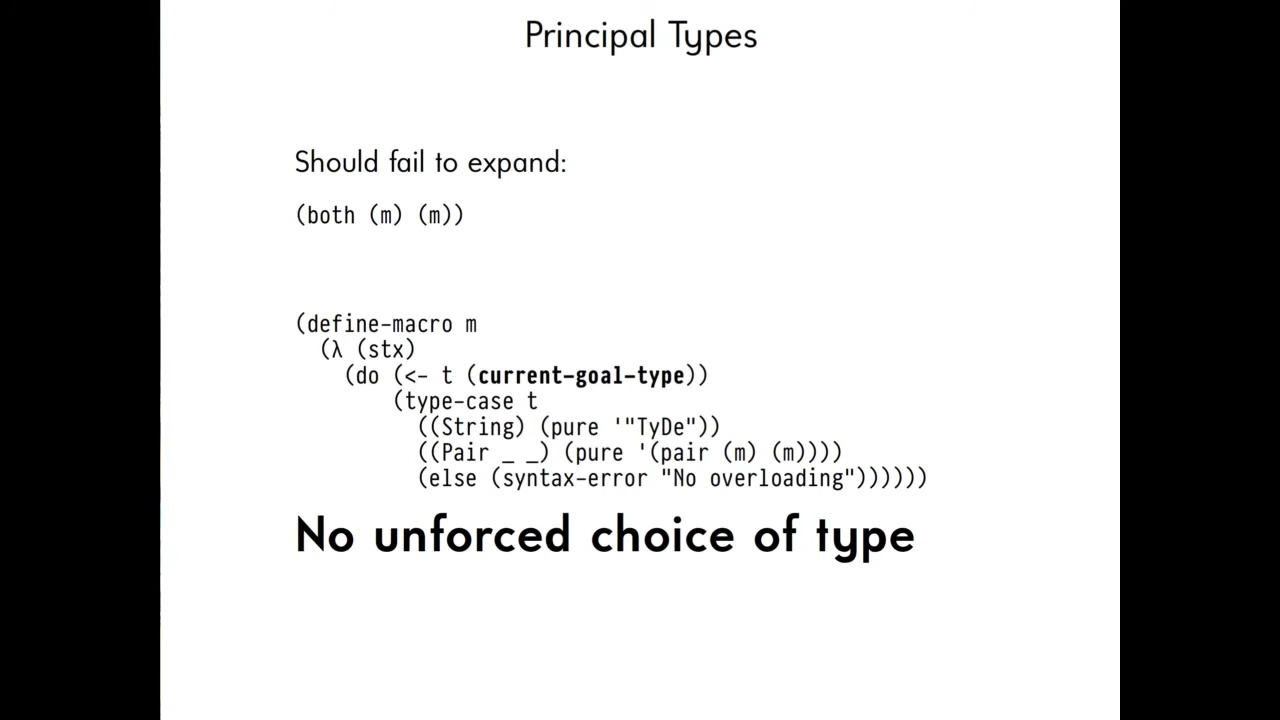 Principal Types
Should fail to expand:
(both (m) (m))
(define-macro m
(λ (stx)
(do (<- t (current-goal-type))
(type-case t
((String) (pure '"TyDe"))
((Pair _ _) (pure '(pair (m) (m))))
(else (syntax-error "No overloading"))))))
No unforced choice of type